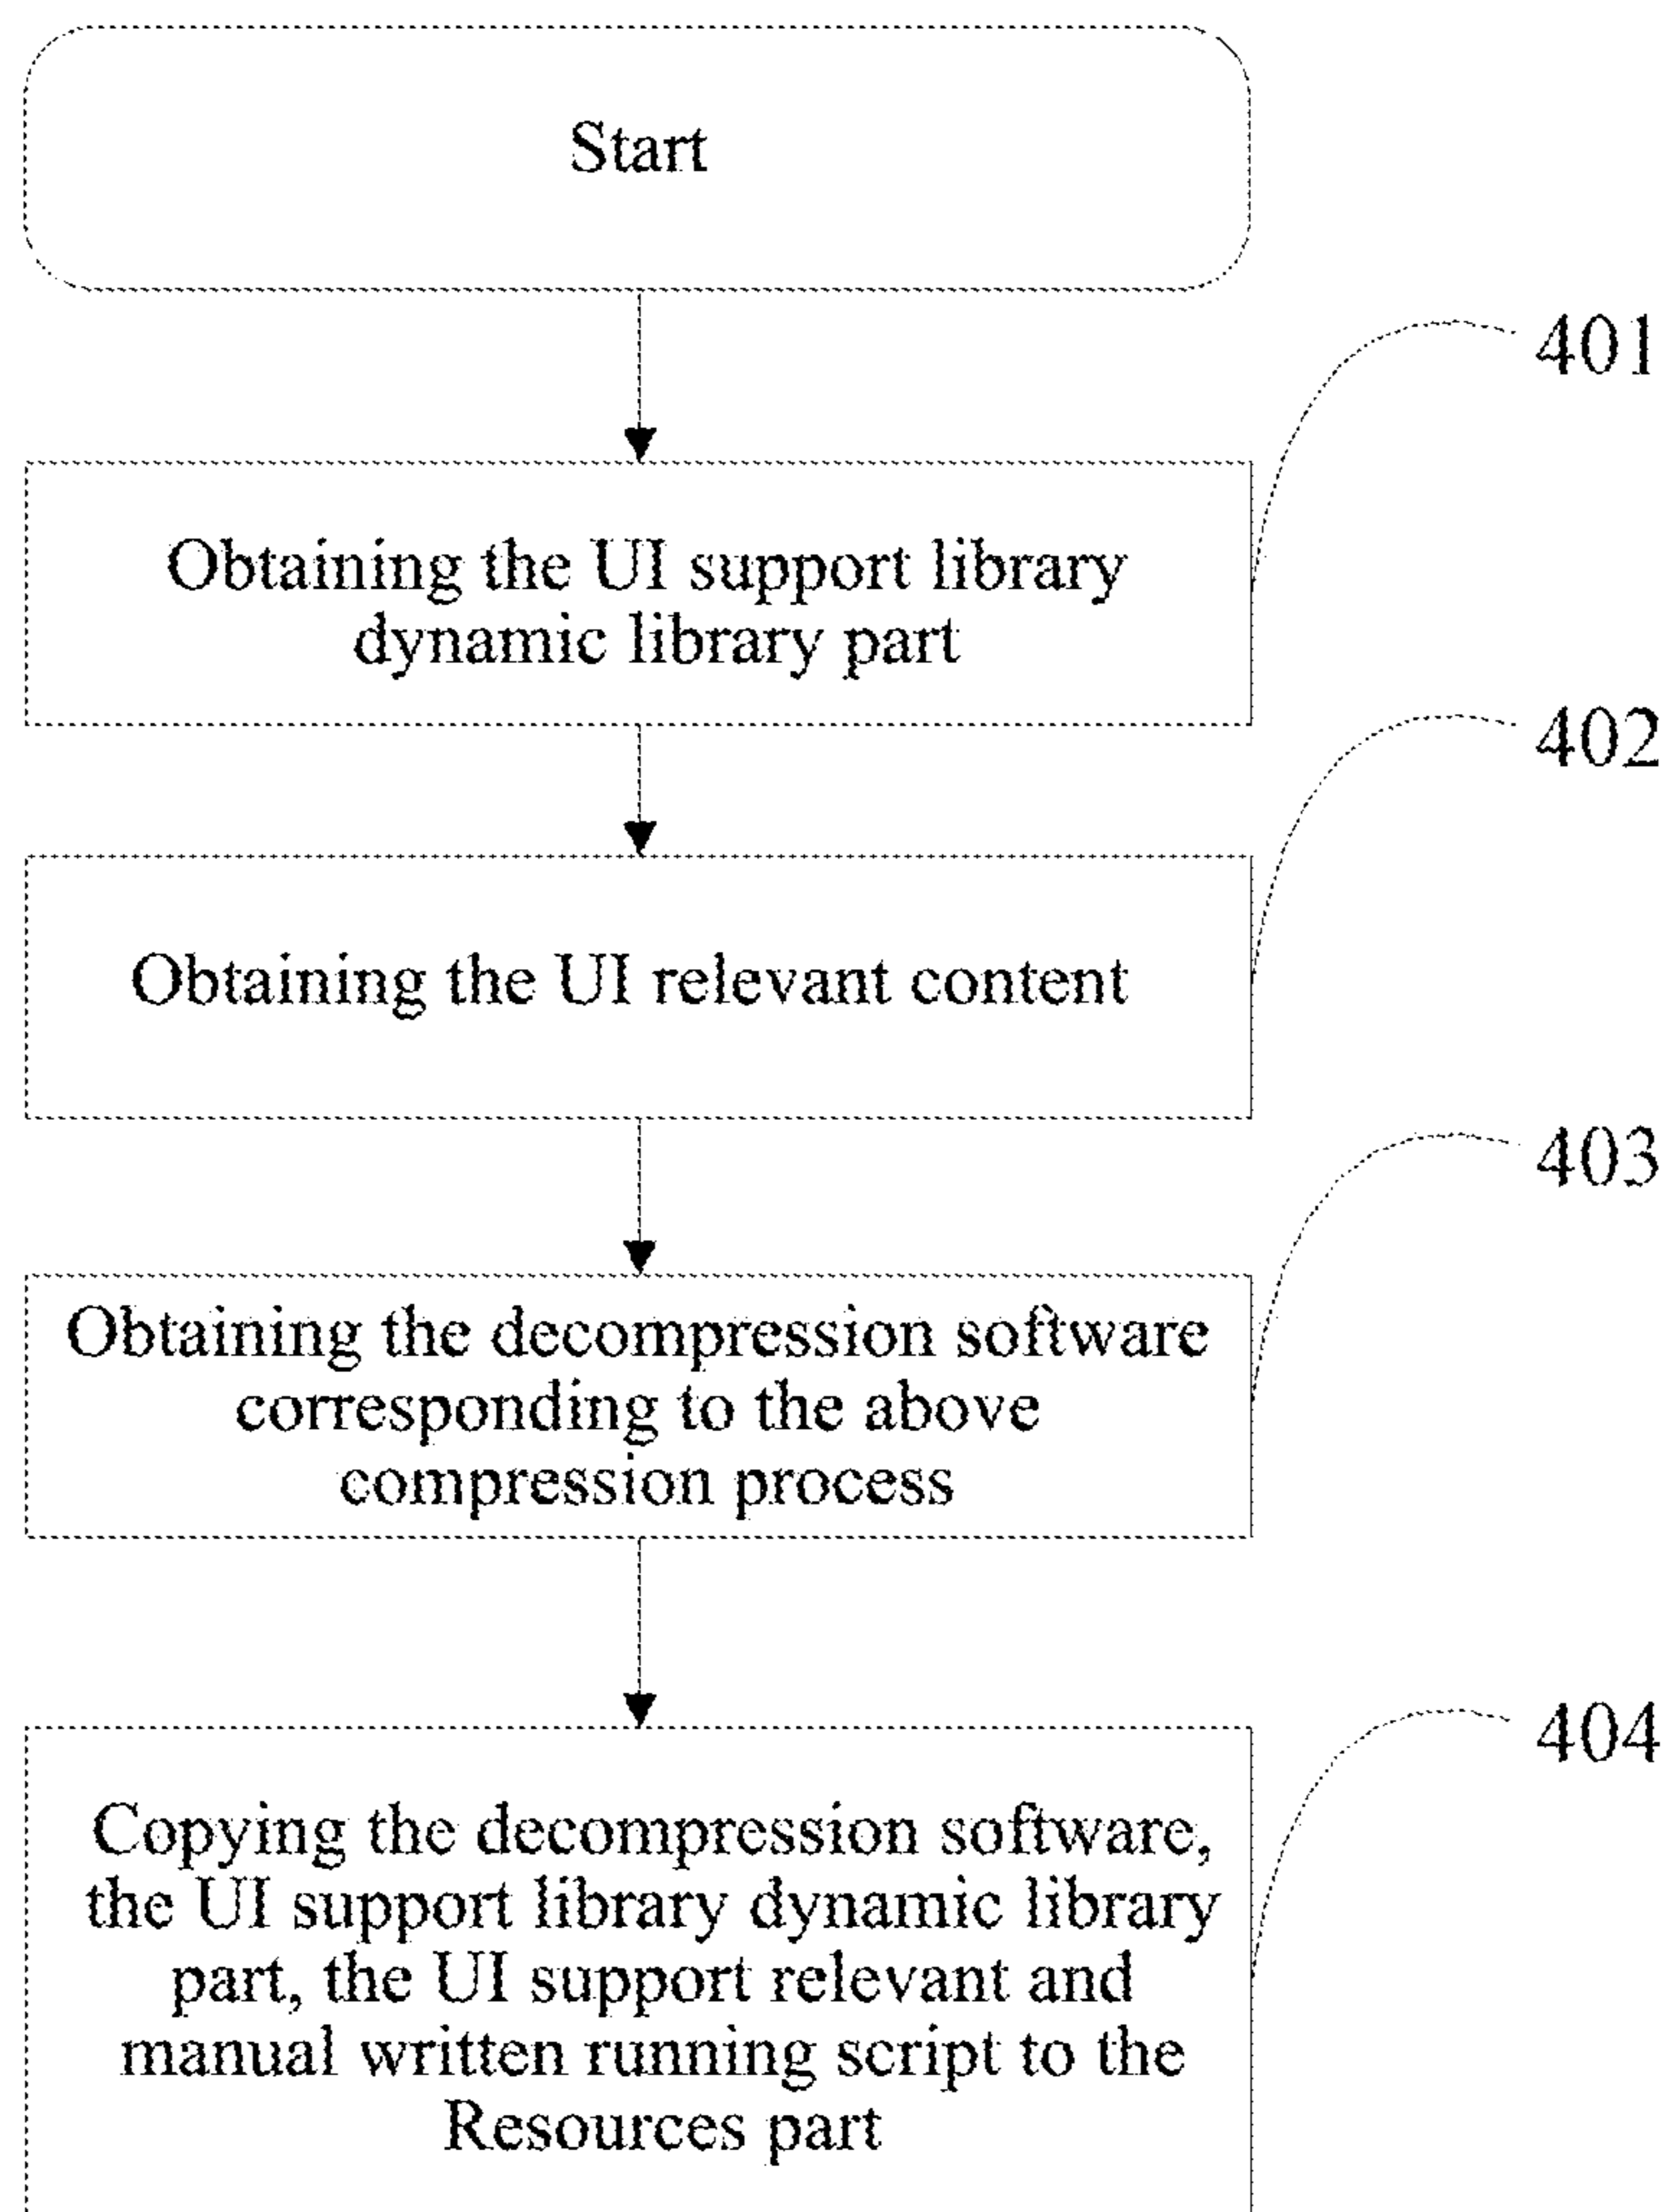 Start
401
Obtaining the UI support library
dynamic library part
402
Obtaining the UI relevant content
403
Obtaining the decompression software
corresponding to the above
compression process
404
Copying the decompression software,
the UI support library dynamic library
part, the UI support relevant and
manual written running script to the
Resources part